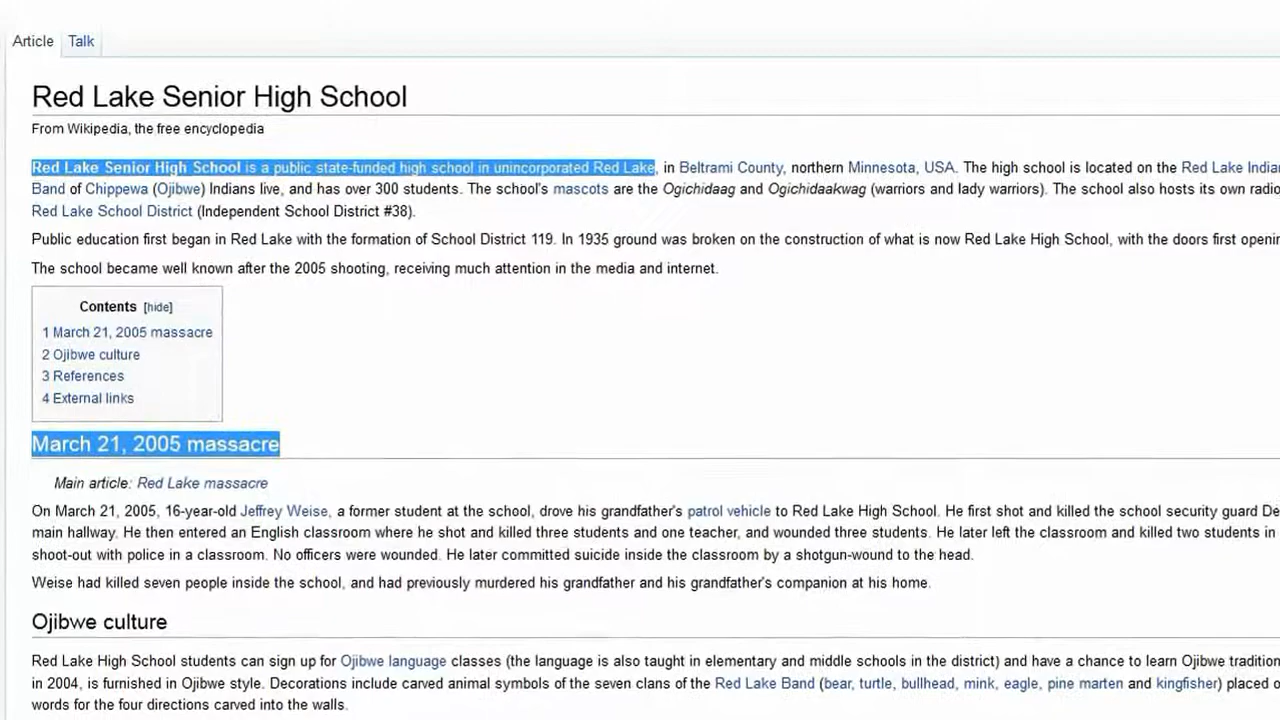 Article Talk
Red Lake Senior High School
From Wikipedia, the free encyclopedia
Red Lake Senior High School is a public state-funded high school in unincorporated Red Lake, in Beltrami County, northern Minnesota, USA. The high school is located on the Red Lake
Band of Chippewa (Ojibwe) Indians live, and has over 300 students. The school's mascots are the Ogichidaag and Ogichidaakwag (warriors and lady warriors). The school also hosts its own
Red Lake School District (Independent School District #38).
Public education first began in Red Lake with the formation of School District 119. In 1935 ground was broken on the construction of what is now Red Lake High School, with the doors first
The school became well known after the 2005 shooting, receiving much attention in the media and internet.
Contents [hide]
1 March 21, 2005 massacre
2 Ojibwe culture
3 References
4 External links
March 21, 2005 massacre
Main article: Red Lake massacre
On March 21, 2005, 16-year-old Jeffrey Weise, a former student at the school, drove his grandfather's patrol vehicle to Red Lake High School. He first shot and killed the school security guard
main hallway. He then entered an English classroom where he shot and killed three students and one teacher, and wounded three students. He later left the classroom and killed two students in
shoot-out with police in a classroom. No officers were wounded. He later committed suicide inside the classroom by a shotgun-wound to the head.
Weise had killed seven people inside the school, and had previously murdered his grandfather and his grandfather's companion at his home.
Ojibwe culture
Red Lake High School students can sign up for Ojibwe language classes (the language is also taught in elementary and middle schools in the district) and have a chance to learn Ojibwe
in 2004, is furnished in Ojibwe style. Decorations include carved animal symbols of the seven clans of the Red Lake Band (bear, turtle, bullhead, mink, eagle, pine marten and kingfisher) placed
words for the four directions carved into the walls.